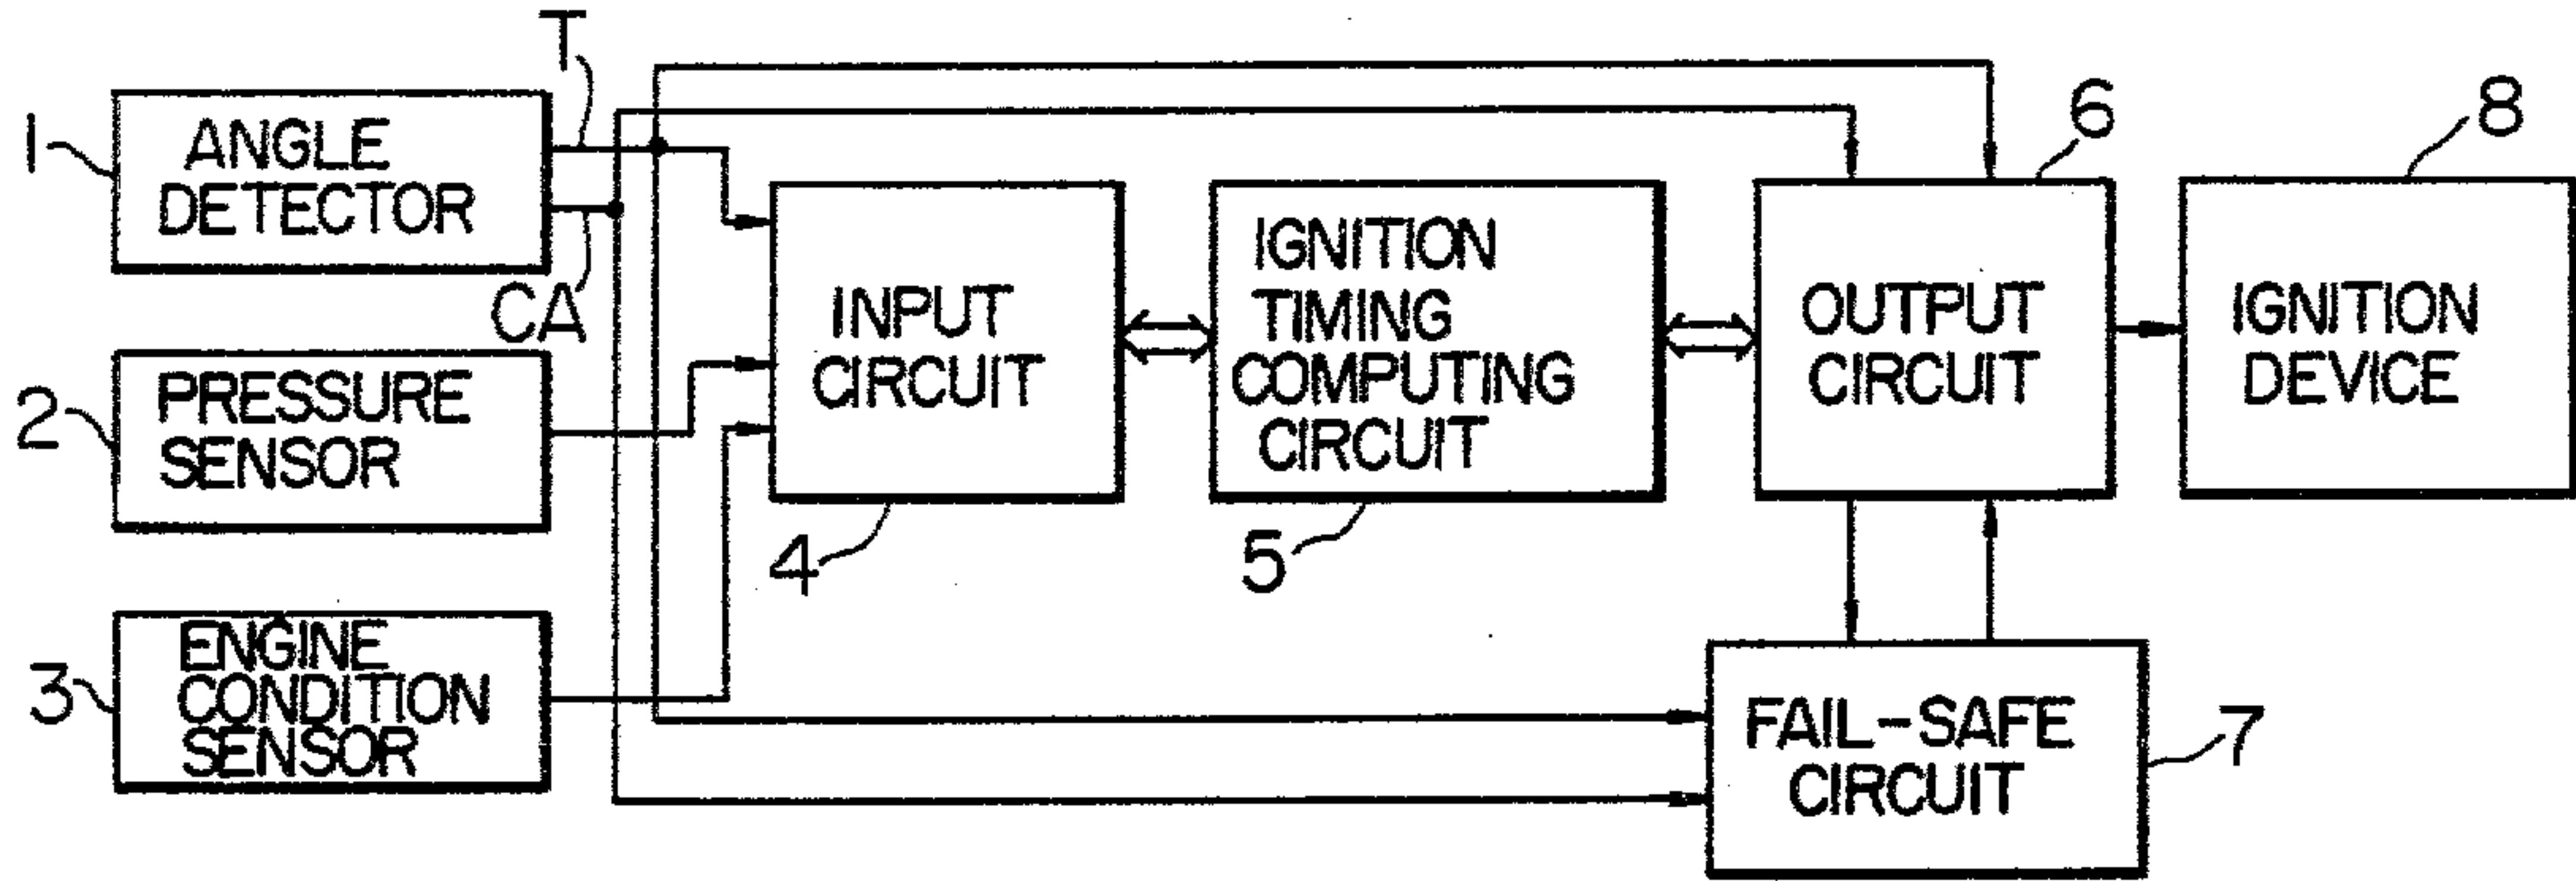 T
1
ANGLE
DETECTOR
CA
2
PRESSURE
SENSOR
3
ENGINE
CONDITION
SENSOR
INPUT
CIRCUIT
4
IGNITION
TIMING
COMPUTING
CIRCUIT
5
6
OUTPUT
CIRCUIT
8
IGNITION
DEVICE
FAIL-SAFE
CIRCUIT
7